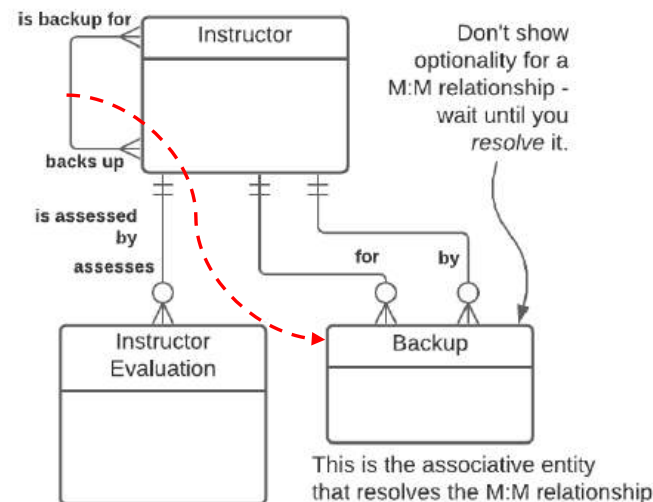 is backup for
Instructor
Don't show
optionality for a
M:M relationship -
wait until you
resolve it.
backs up
is assessed
by
assesses
for
by
Instructor
Evaluation
Backup
This is the associative entity
that resolves the M:M relationship